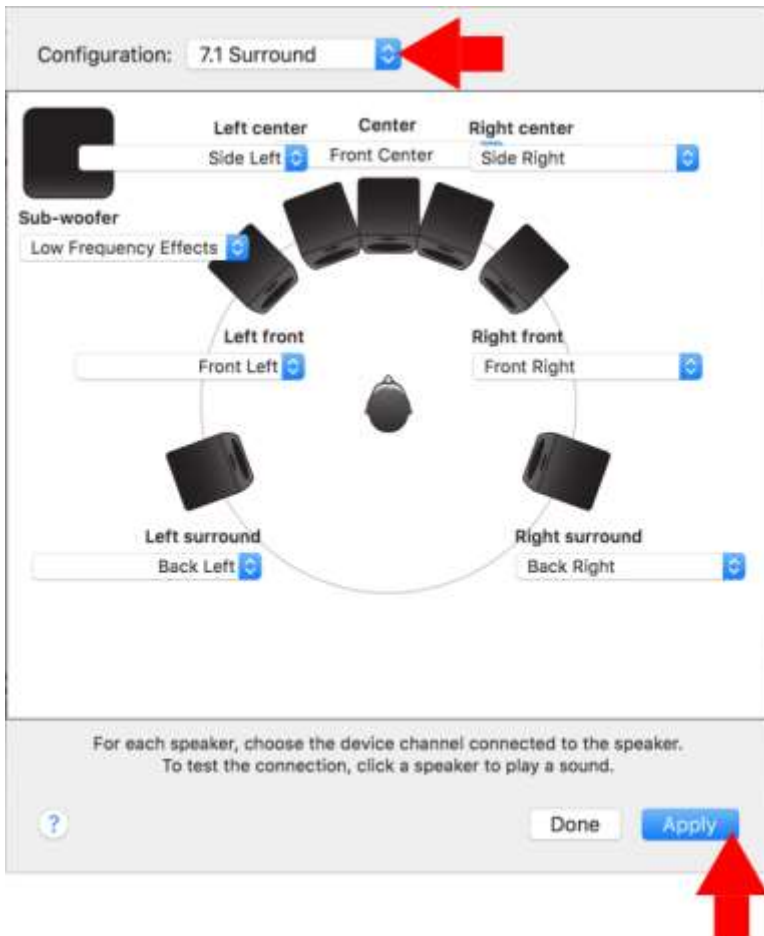 Configuration: 7.1 Surround
Left center Center Right center
Side Left Front Center Side Right
Sub-woofer
Low Frequency Effects
Left front Right front
Front Left Front Right
Left surround Right surround
Back Left Back Right
For each speaker, choose the device channel connected to the speaker.
To test the connection, click a speaker to play a sound.
? Done Apply